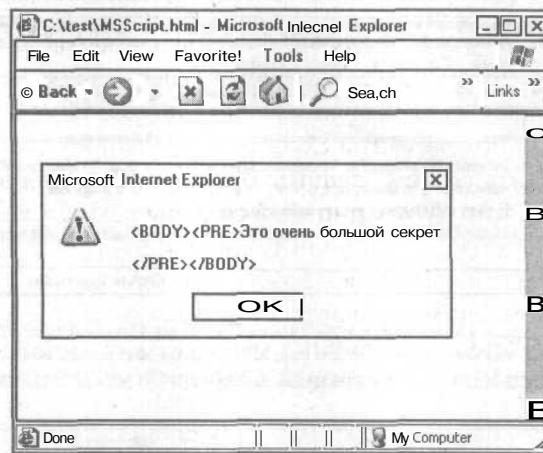 C:\test\MSScript.html - Microsoft Inlecnel Explorer
File Edit View Favorite! Tools Help
Back Sea,ch » Links »
Microsoft Internet Explorer
<BODY><PRE>Это очень большой секрет
</PRE></BODY>
OK
Done My Computer